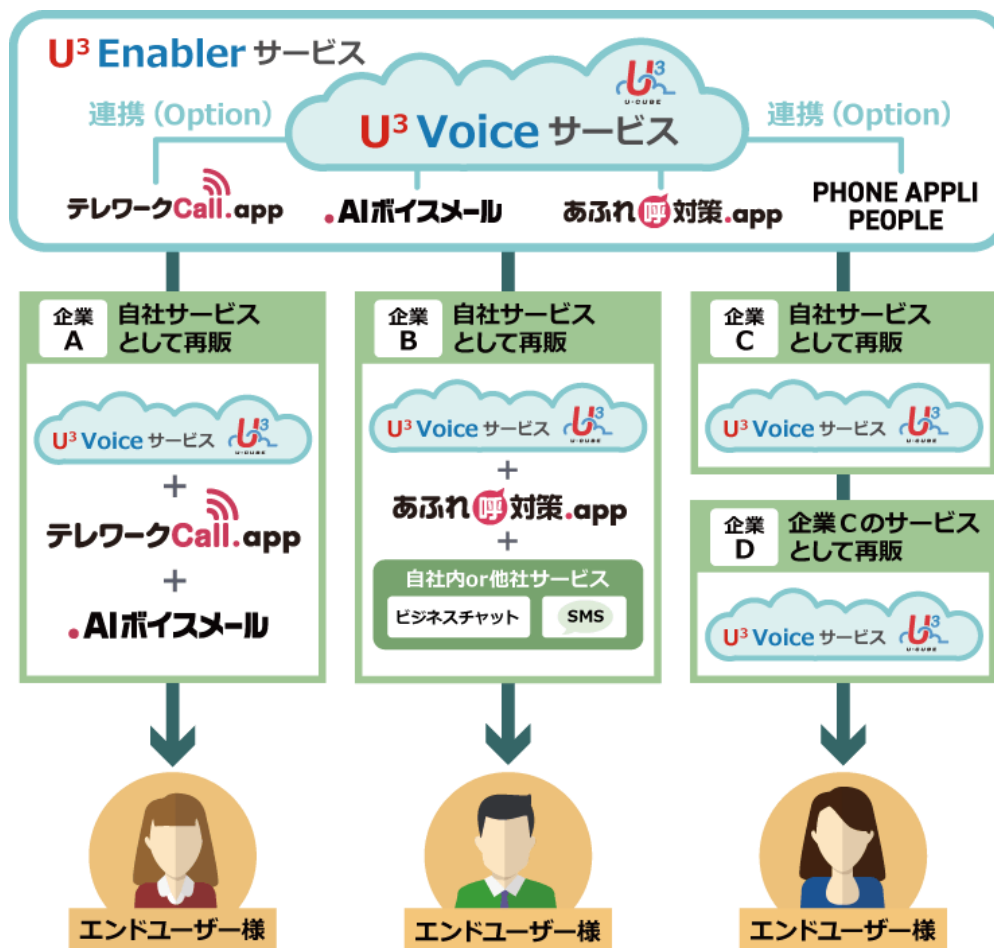 U³ Enabler サービス
U³
U-CUBE
連携（Option）
U³ Voice サービス
連携（Option）
テレワークCall.app
.AIボイスメール
あふれ呼対策.app
PHONE APPLI
PEOPLE
企業
A
自社サービス
として再販
U³ Voice サービス
U³
U-CUBE
+
テレワークCall.app
+
.AIボイスメール
企業
B
自社サービス
として再販
U³ Voice サービス
U³
U-CUBE
+
あふれ呼対策.app
+
自社内or他社サービス
ビジネスチャット
SMS
企業
C
自社サービス
として再販
U³ Voice サービス
U³
U-CUBE
企業
D
企業Ｃのサービス
として再販
U³ Voice サービス
U³
U-CUBE
エンドユーザー様
エンドユーザー様
エンドユーザー様